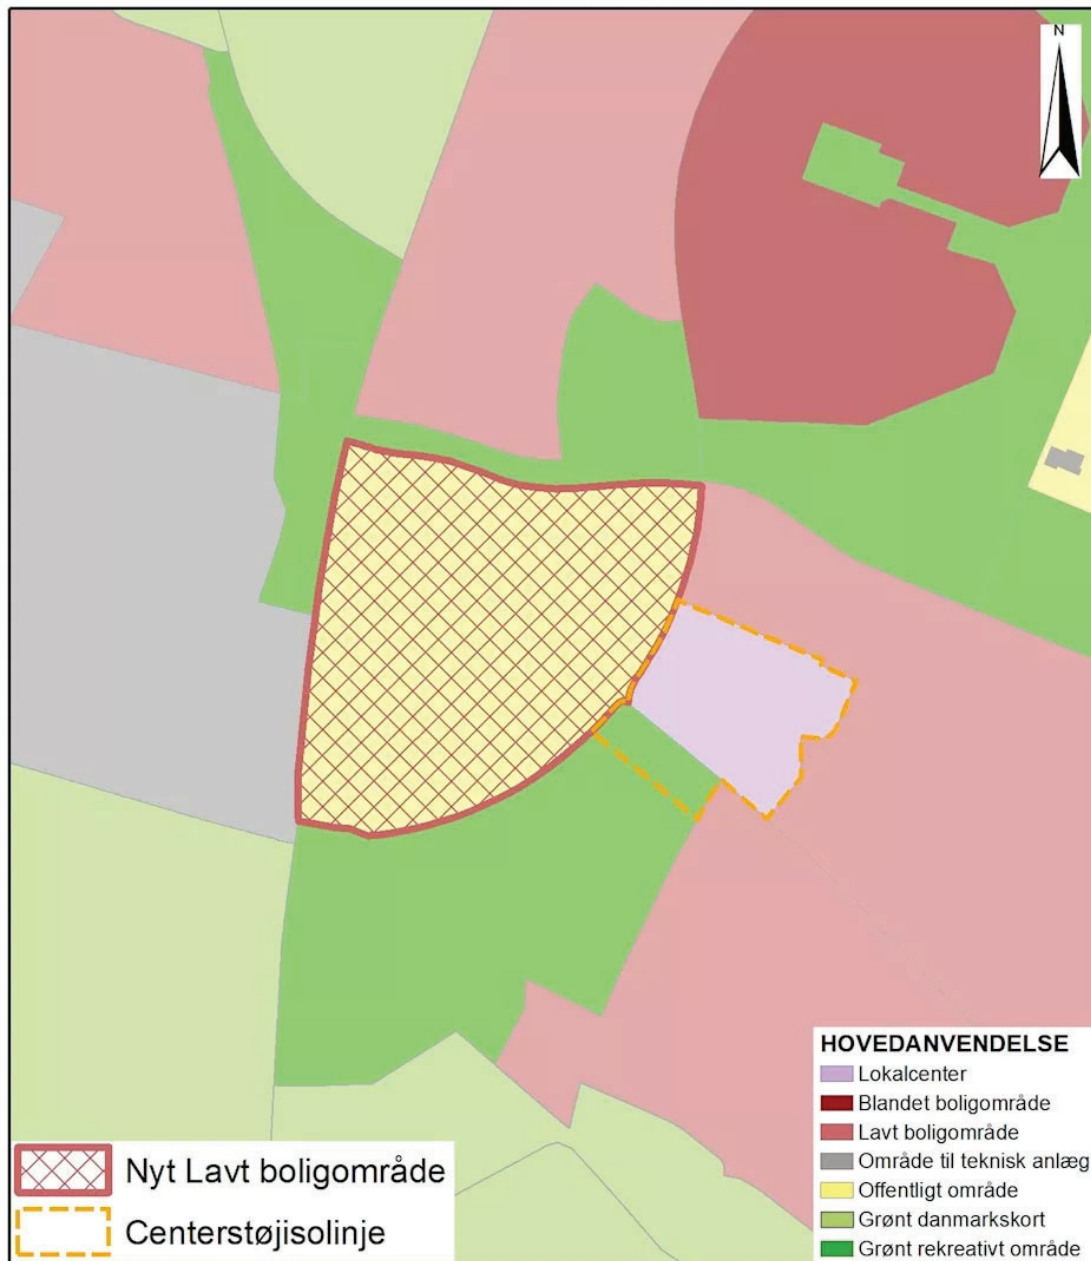 N
HOVEDANVENDELSE
Lokalcenter
Blandet boligområde
Lavt boligområde
Område til teknisk anlæg
Offentligt område
Grønt danmarkskort
Grønt rekreativt område
Nyt Lavt boligområde
Centerstøjisolinje